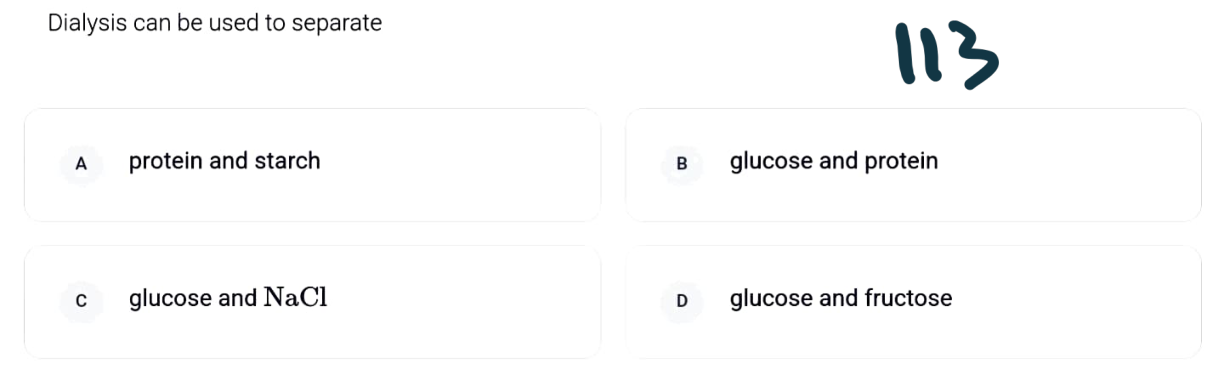 Dialysis can be used to separate
113
A protein and starch
B glucose and protein
C glucose and NaCl
D glucose and fructose